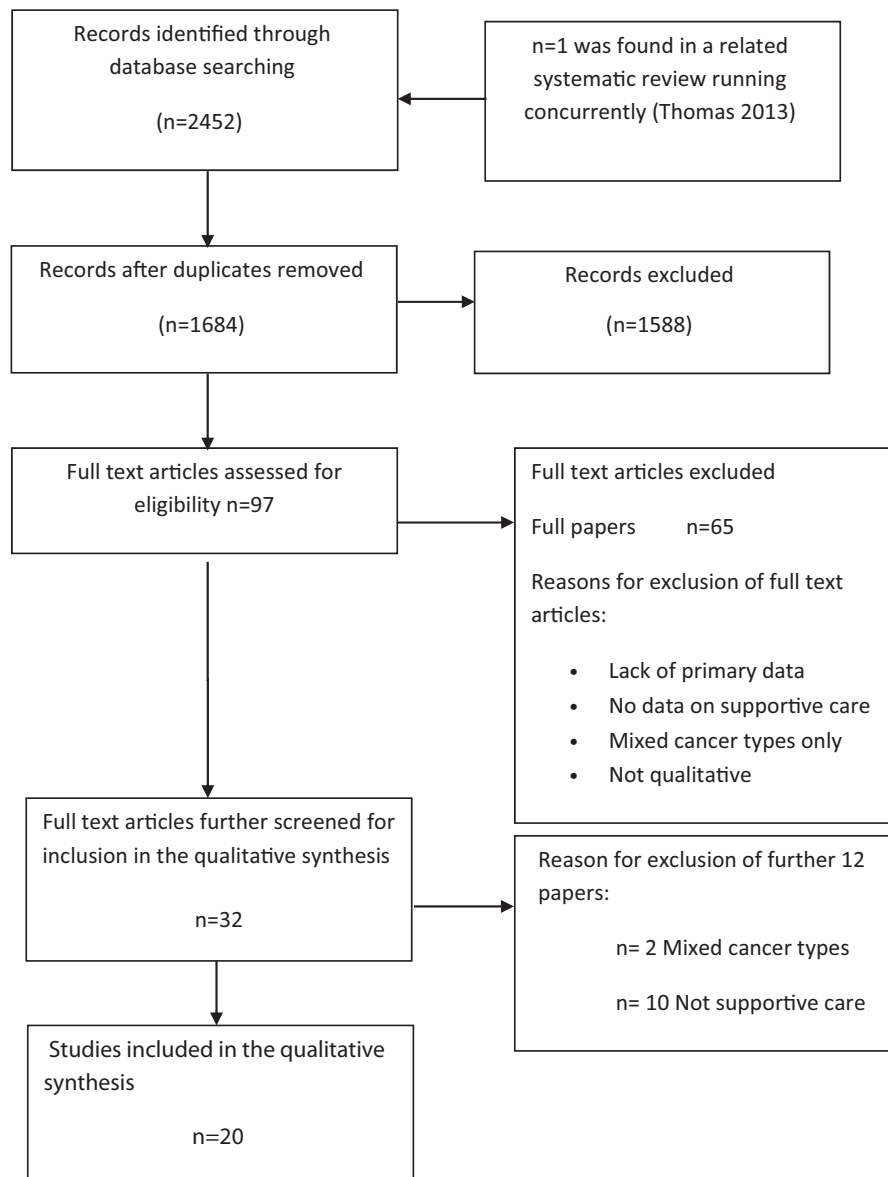 Records identified through
database searching
(n=2452)
n=1 was found in a related
systematic review running
concurrently (Thomas 2013)
Records after duplicates removed
(n=1684)
Records excluded
(n=1588)
Full text articles assessed for
eligibility n=97
Full text articles excluded
Full papers n=65
Reasons for exclusion of full text
articles:
• Lack of primary data
• No data on supportive care
• Mixed cancer types only
• Not qualitative
Full text articles further screened for
inclusion in the qualitative synthesis
n=32
Reason for exclusion of further 12
papers:
n= 2 Mixed cancer types
n= 10 Not supportive care
Studies included in the qualitative
synthesis
n=20